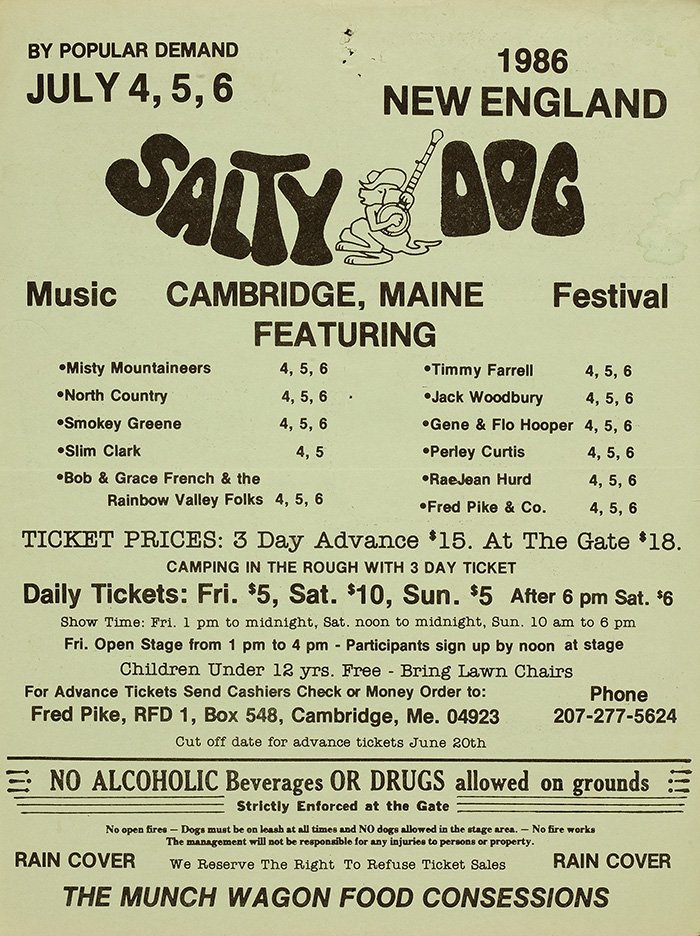 BY POPULAR DEMAND
JULY 4, 5, 6
1986
NEW ENGLAND
SALTY DOG
Music CAMBRIDGE, MAINE Festival
FEATURING
•Misty Mountaineers 4, 5, 6
•North Country 4, 5, 6
•Smokey Greene 4, 5, 6
•Slim Clark 4, 5
•Bob & Grace French & the
Rainbow Valley Folks 4, 5, 6
•Timmy Farrell 4, 5, 6
•Jack Woodbury 4, 5, 6
•Gene & Flo Hooper 4, 5, 6
•Perley Curtis 4, 5, 6
•RaeJean Hurd 4, 5, 6
•Fred Pike & Co. 4, 5, 6
TICKET PRICES: 3 Day Advance $15. At The Gate $18.
CAMPING IN THE ROUGH WITH 3 DAY TICKET
Daily Tickets: Fri. $5, Sat. $10, Sun. $5 After 6 pm Sat. $6
Show Time: Fri. 1 pm to midnight, Sat. noon to midnight, Sun. 10 am to 6 pm
Fri. Open Stage from 1 pm to 4 pm - Participants sign up by noon at stage
Children Under 12 yrs. Free - Bring Lawn Chairs
For Advance Tickets Send Cashiers Check or Money Order to:
Fred Pike, RFD 1, Box 548, Cambridge, Me. 04923
Phone
207-277-5624
Cut off date for advance tickets June 20th
NO ALCOHOLIC Beverages OR DRUGS allowed on grounds
Strictly Enforced at the Gate
No open fires — Dogs must be on leash at all times and NO dogs allowed in the stage area. — No fire works
The management will not be responsible for any injuries to persons or property.
RAIN COVER We Reserve The Right To Refuse Ticket Sales RAIN COVER
THE MUNCH WAGON FOOD CONSESSIONS